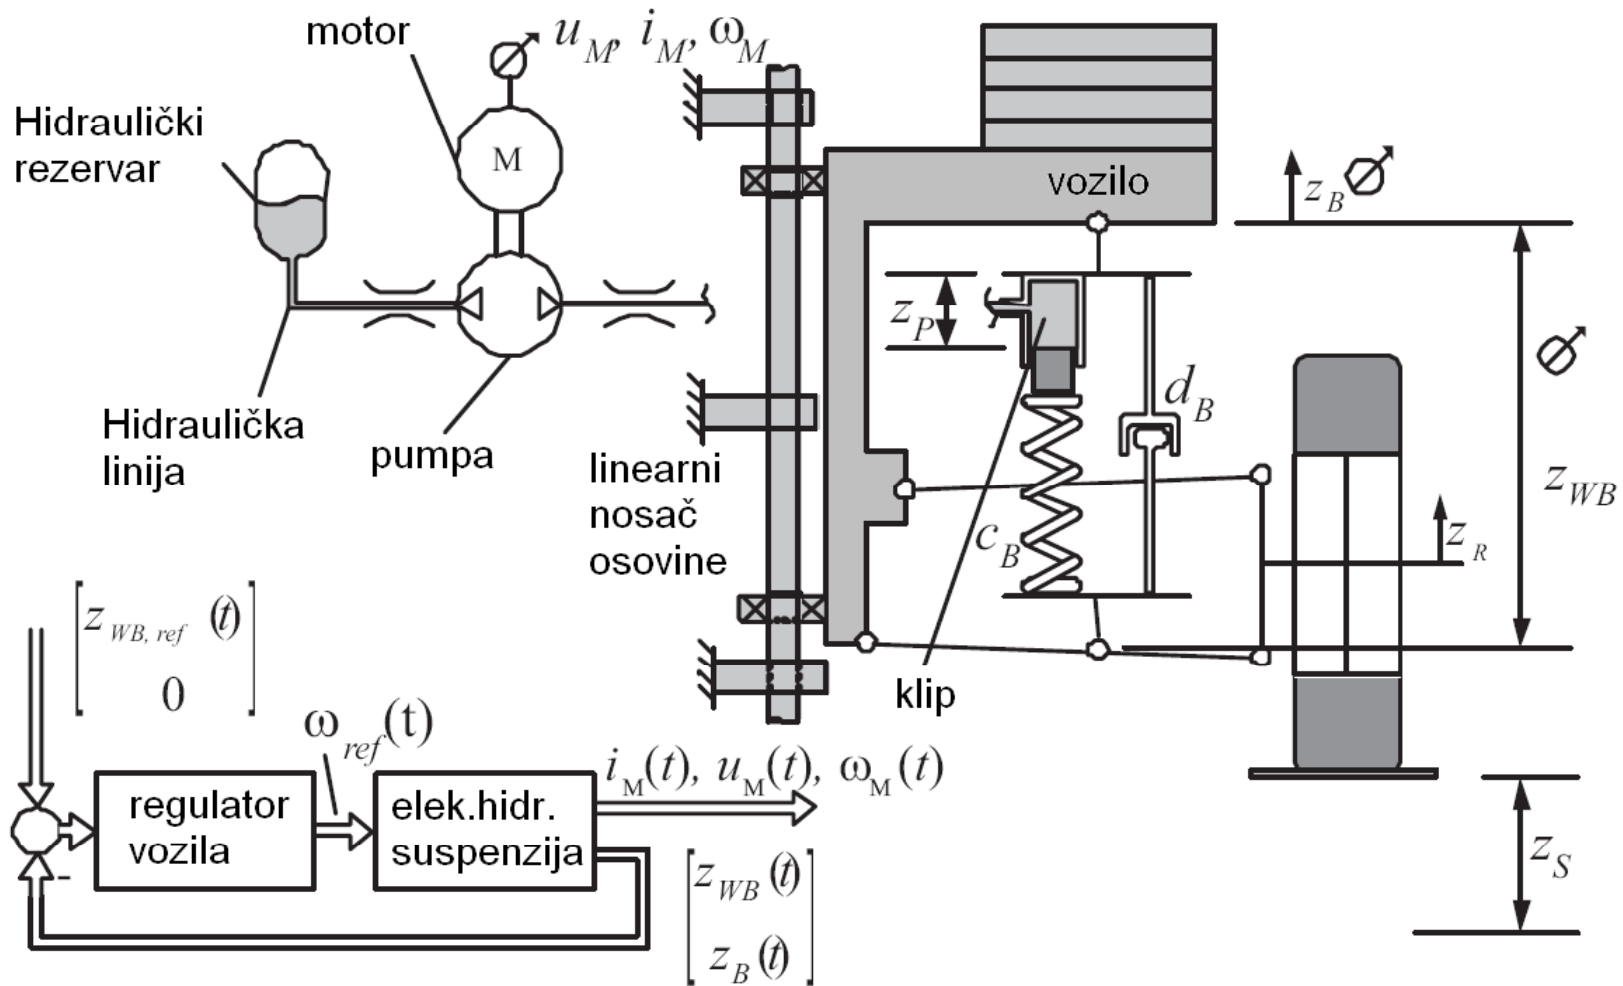 motor
u_M, i_M, ω_M
Hidraulički
rezervar
M
vozilo
z_B
z_P
d_B
Hidraulička
linija
pumpa
linearni
nosač
osovine
c_B
z_WB
z_R
klip
z_WB, ref (t)
0
ω_ref(t)
i_M(t), u_M(t), ω_M(t)
regulator
vozila
elek.hidr.
suspenzija
-
z_WB (t)
z_B (t)
z_S